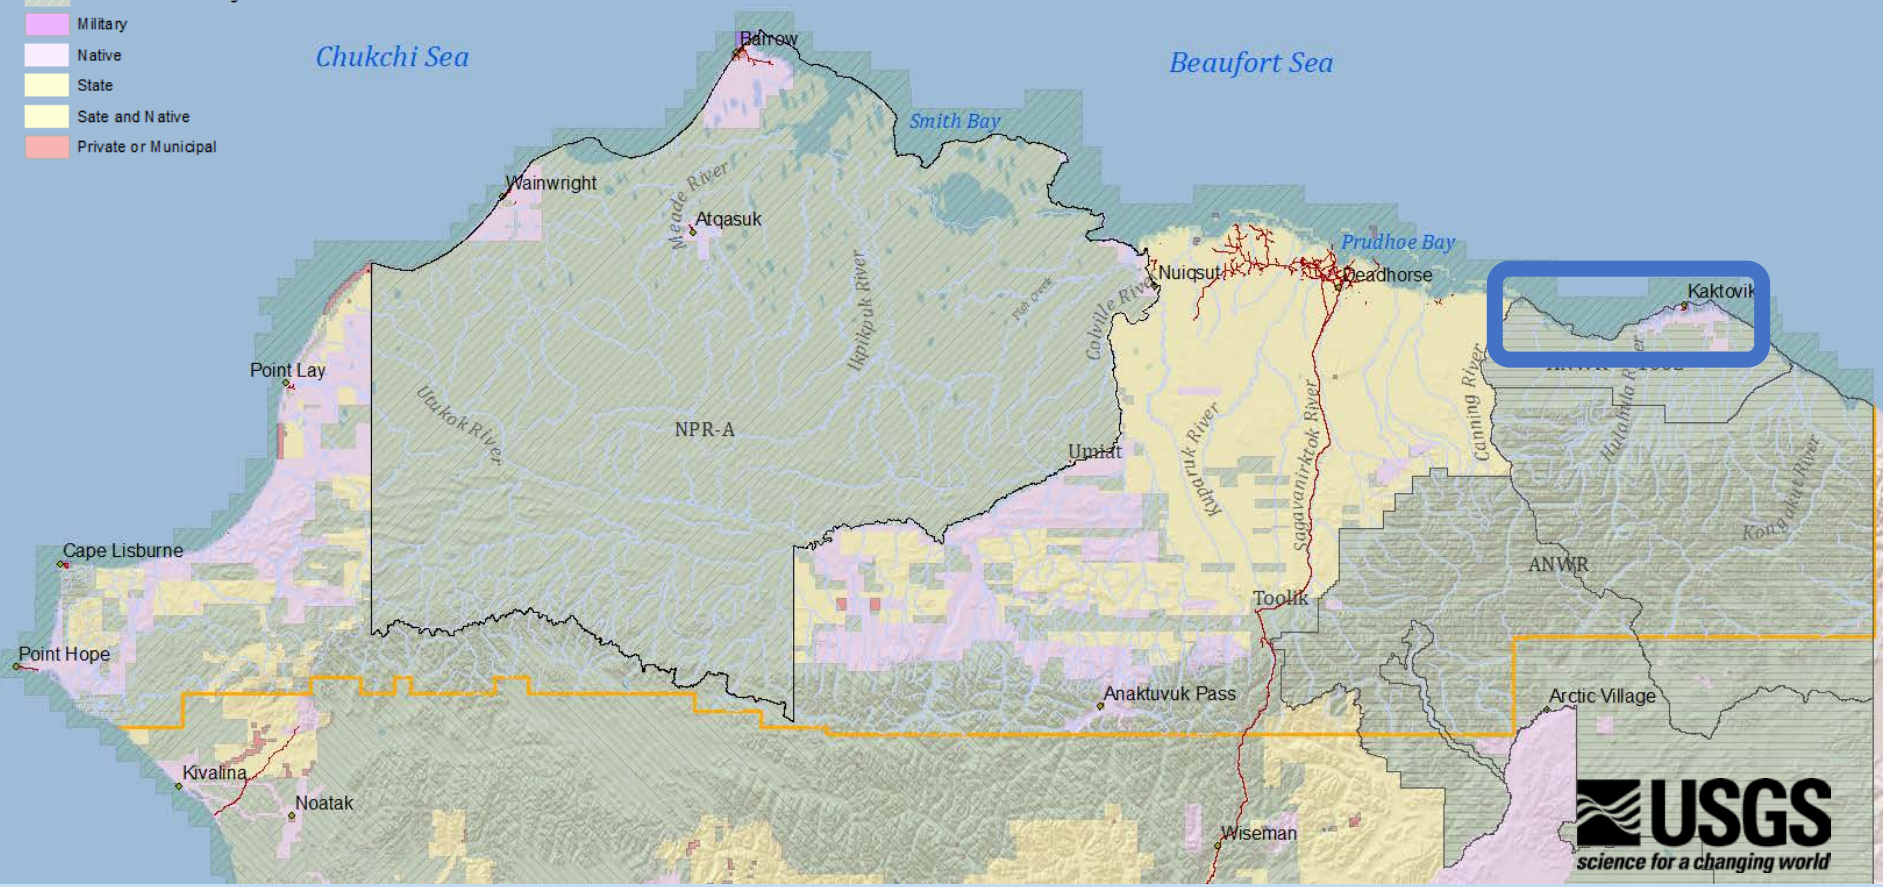 Military
Native
State
Sate and Native
Private or Municipal
Chukchi Sea
Barrow
Beaufort Sea
Smith Bay
Wainwright
Meade River
Atqasuk
Ikpikpuk River
Fish Creek
Colville River
Nuiqsut
Prudhoe Bay
Deadhorse
Kaktovik
Point Lay
Utukok River
NPR-A
Umiat
Kuparuk River
Sagavanirktok River
Canning River
Hulahula River
Kongakut River
Cape Lisburne
ANWR
Toolik
Point Hope
Anaktuvuk Pass
Arctic Village
Kivalina
Noatak
Wiseman
USGS
science for a changing world